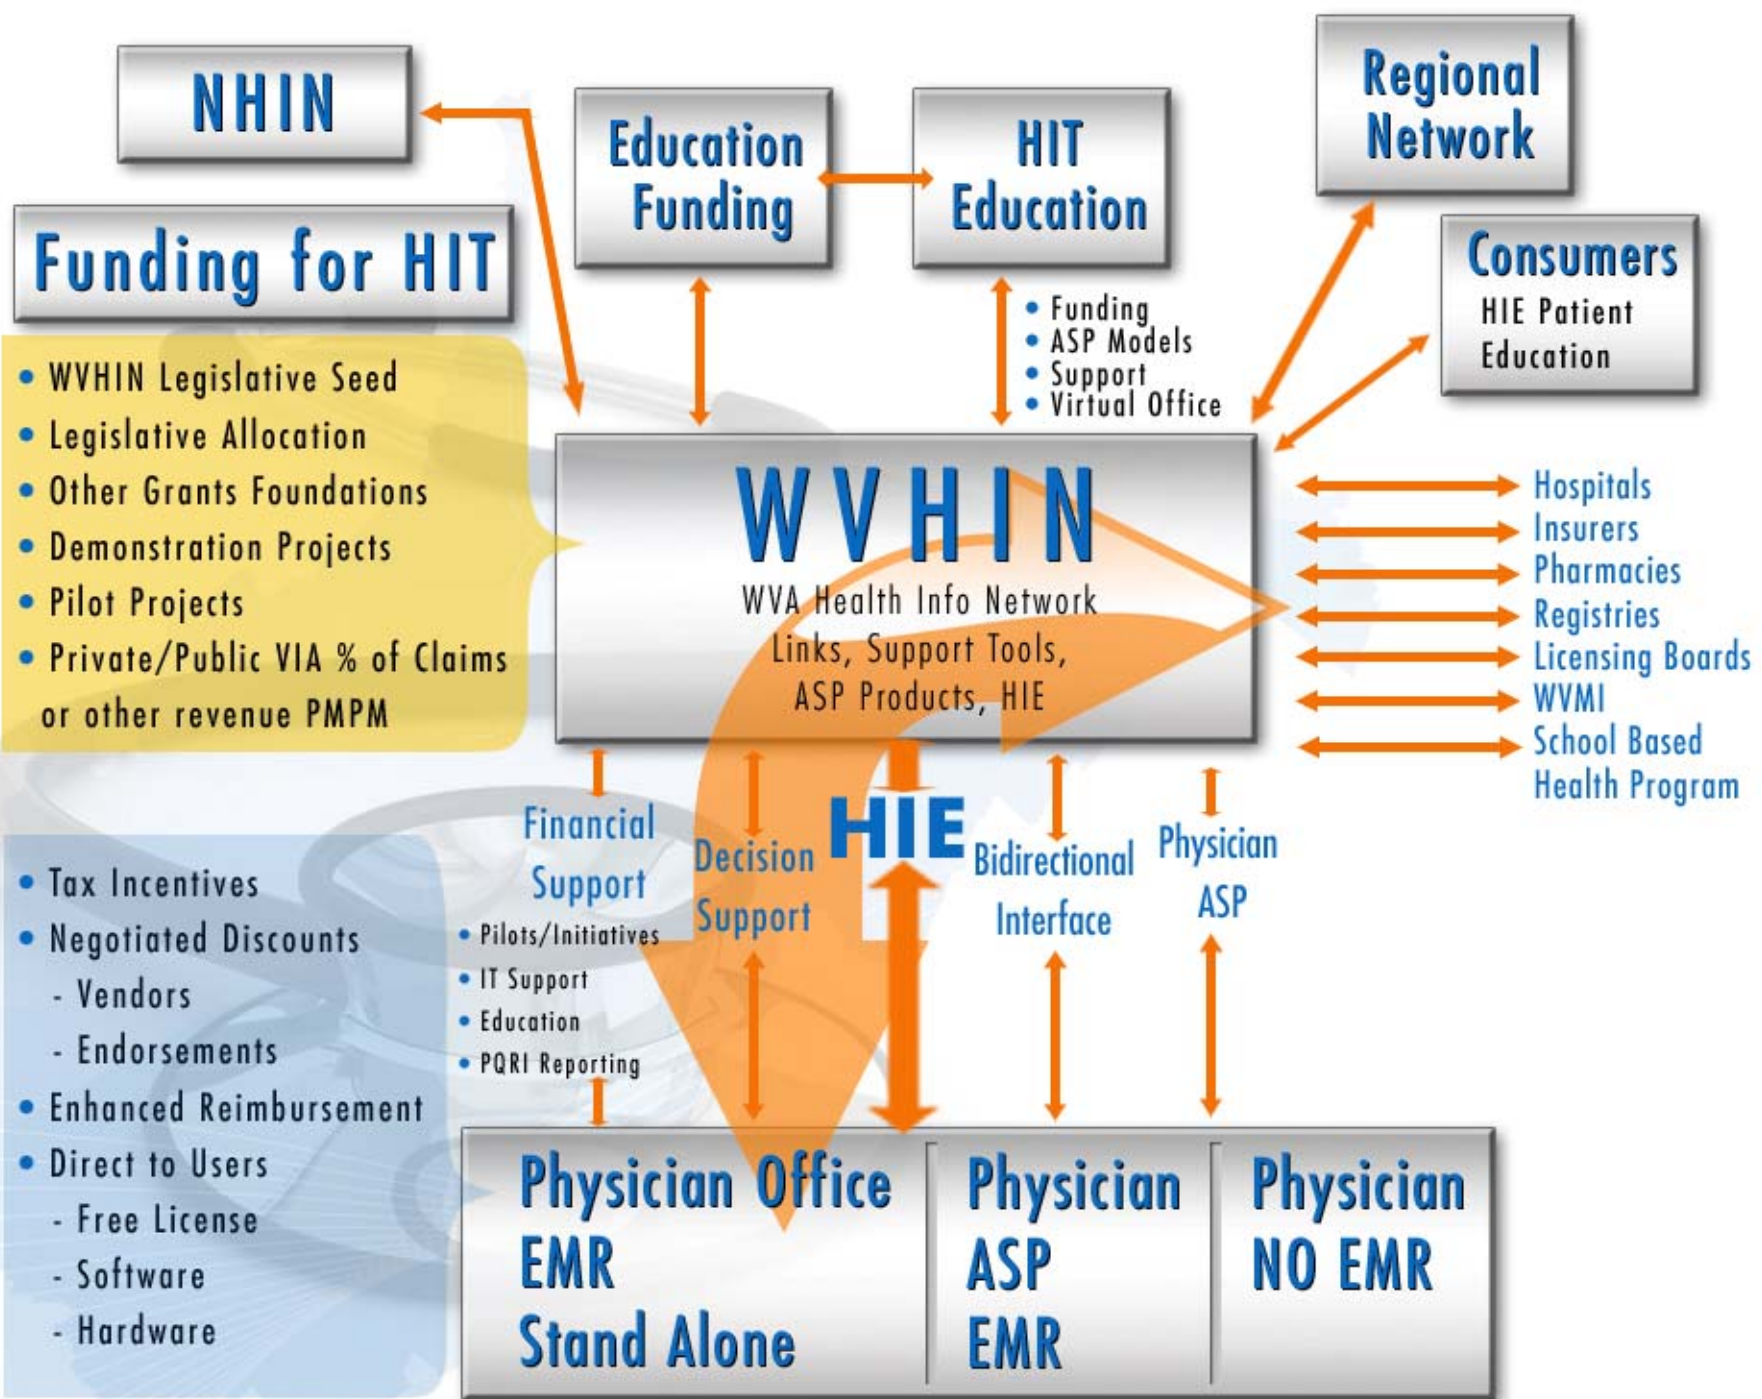 NHIN
Education
Funding
HIT
Education
Regional
Network
Consumers
HIE Patient
Education
Funding for HIT
• WVHIN Legislative Seed
• Legislative Allocation
• Other Grants Foundations
• Demonstration Projects
• Pilot Projects
• Private/Public VIA % of Claims
or other revenue PMPM
• Funding
• ASP Models
• Support
• Virtual Office
WVHIN
WVA Health Info Network
Links, Support Tools,
ASP Products, HIE
Hospitals
Insurers
Pharmacies
Registries
Licensing Boards
WVMI
School Based
Health Program
• Tax Incentives
• Negotiated Discounts
- Vendors
- Endorsements
• Enhanced Reimbursement
• Direct to Users
- Free License
- Software
- Hardware
Financial
Support
• Pilots/Initiatives
• IT Support
• Education
• PQRI Reporting
Decision
Support
HIE
Bidirectional
Interface
Physician
ASP
Physician Office
EMR
Stand Alone
Physician
ASP
EMR
Physician
NO EMR